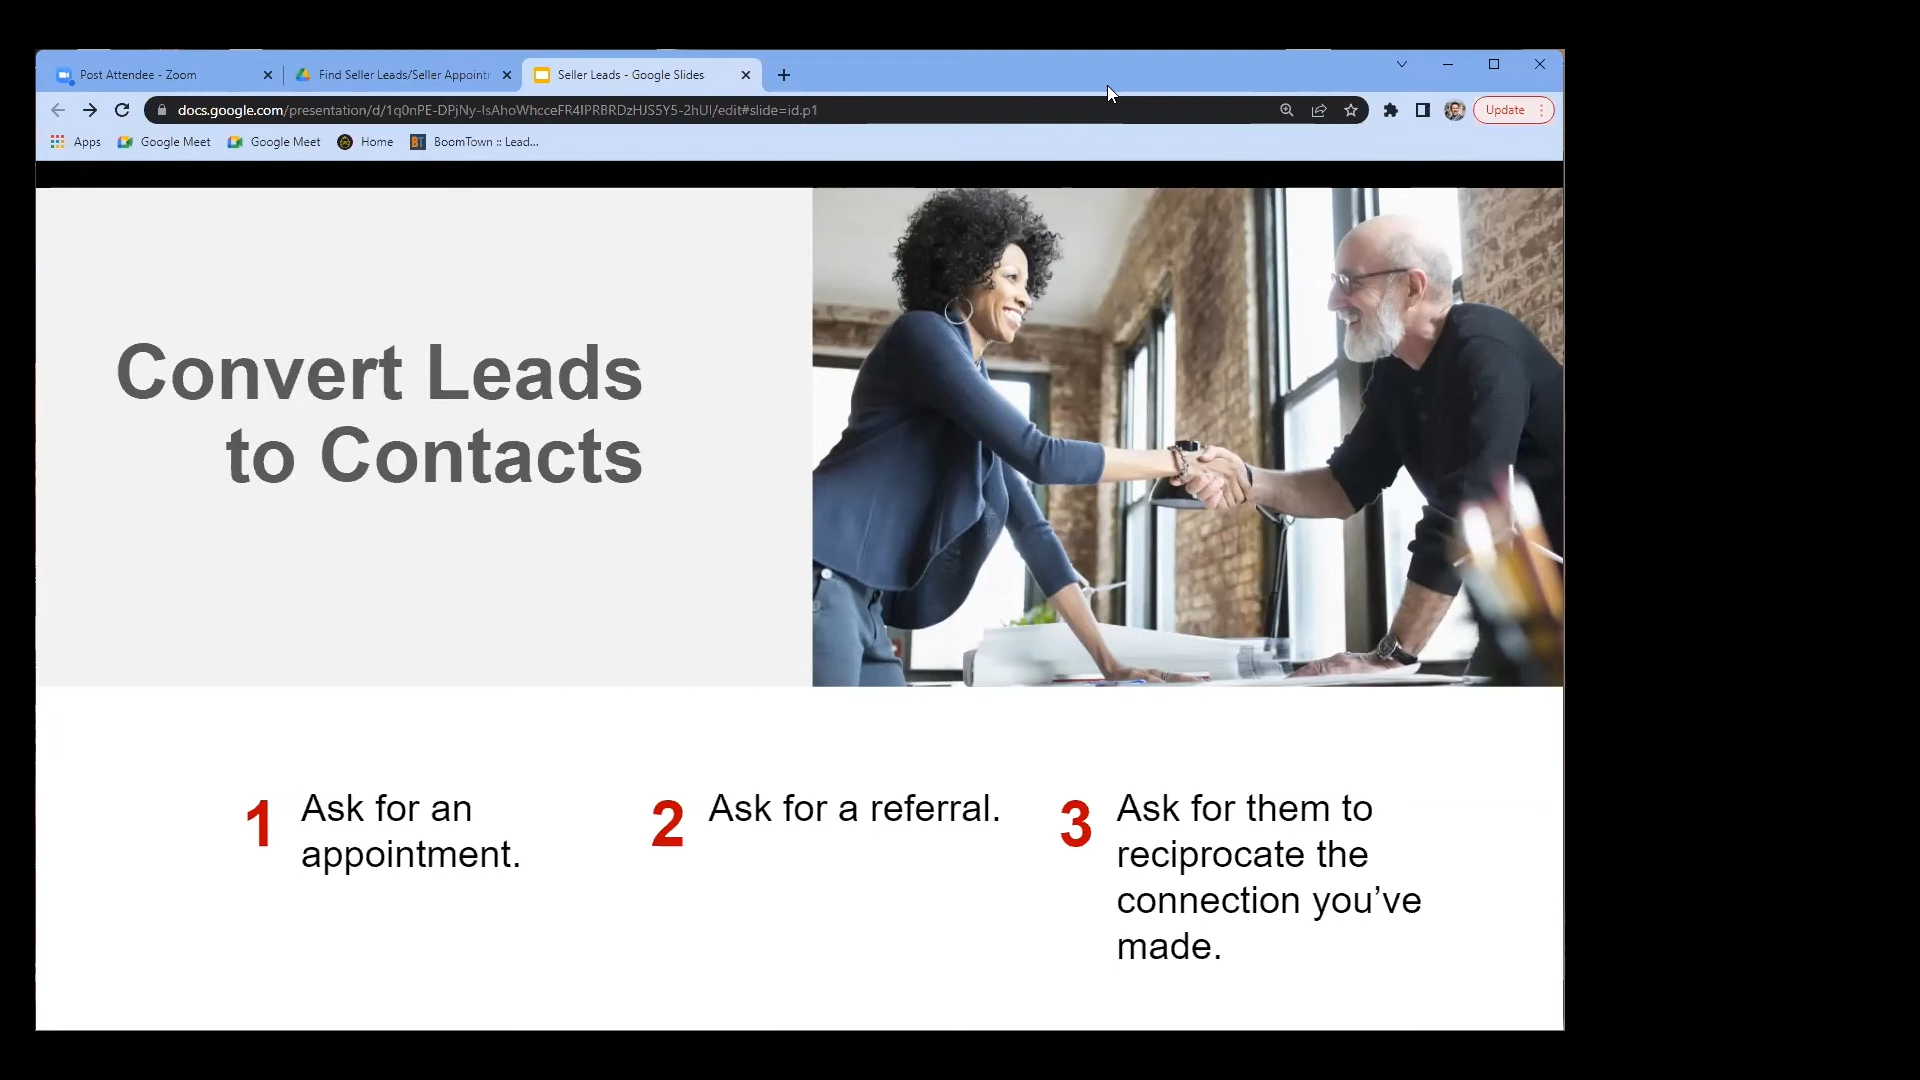 Post Attendee - Zoom
Find Seller Leads/Seller Appoint
Seller Leads - Google Slides
docs.google.com/presentation/d/1q0nPE-DPjNy-IsAhoWhcceFR4IPRBRDzHJS5Y5-2hUI/edit#slide=id.p1
Update
Apps
Google Meet
Google Meet
Home
BT
BoomTown :: Lead...
Convert Leads
to Contacts
1 Ask for an
appointment.
2 Ask for a referral.
3 Ask for them to
reciprocate the
connection you’ve
made.